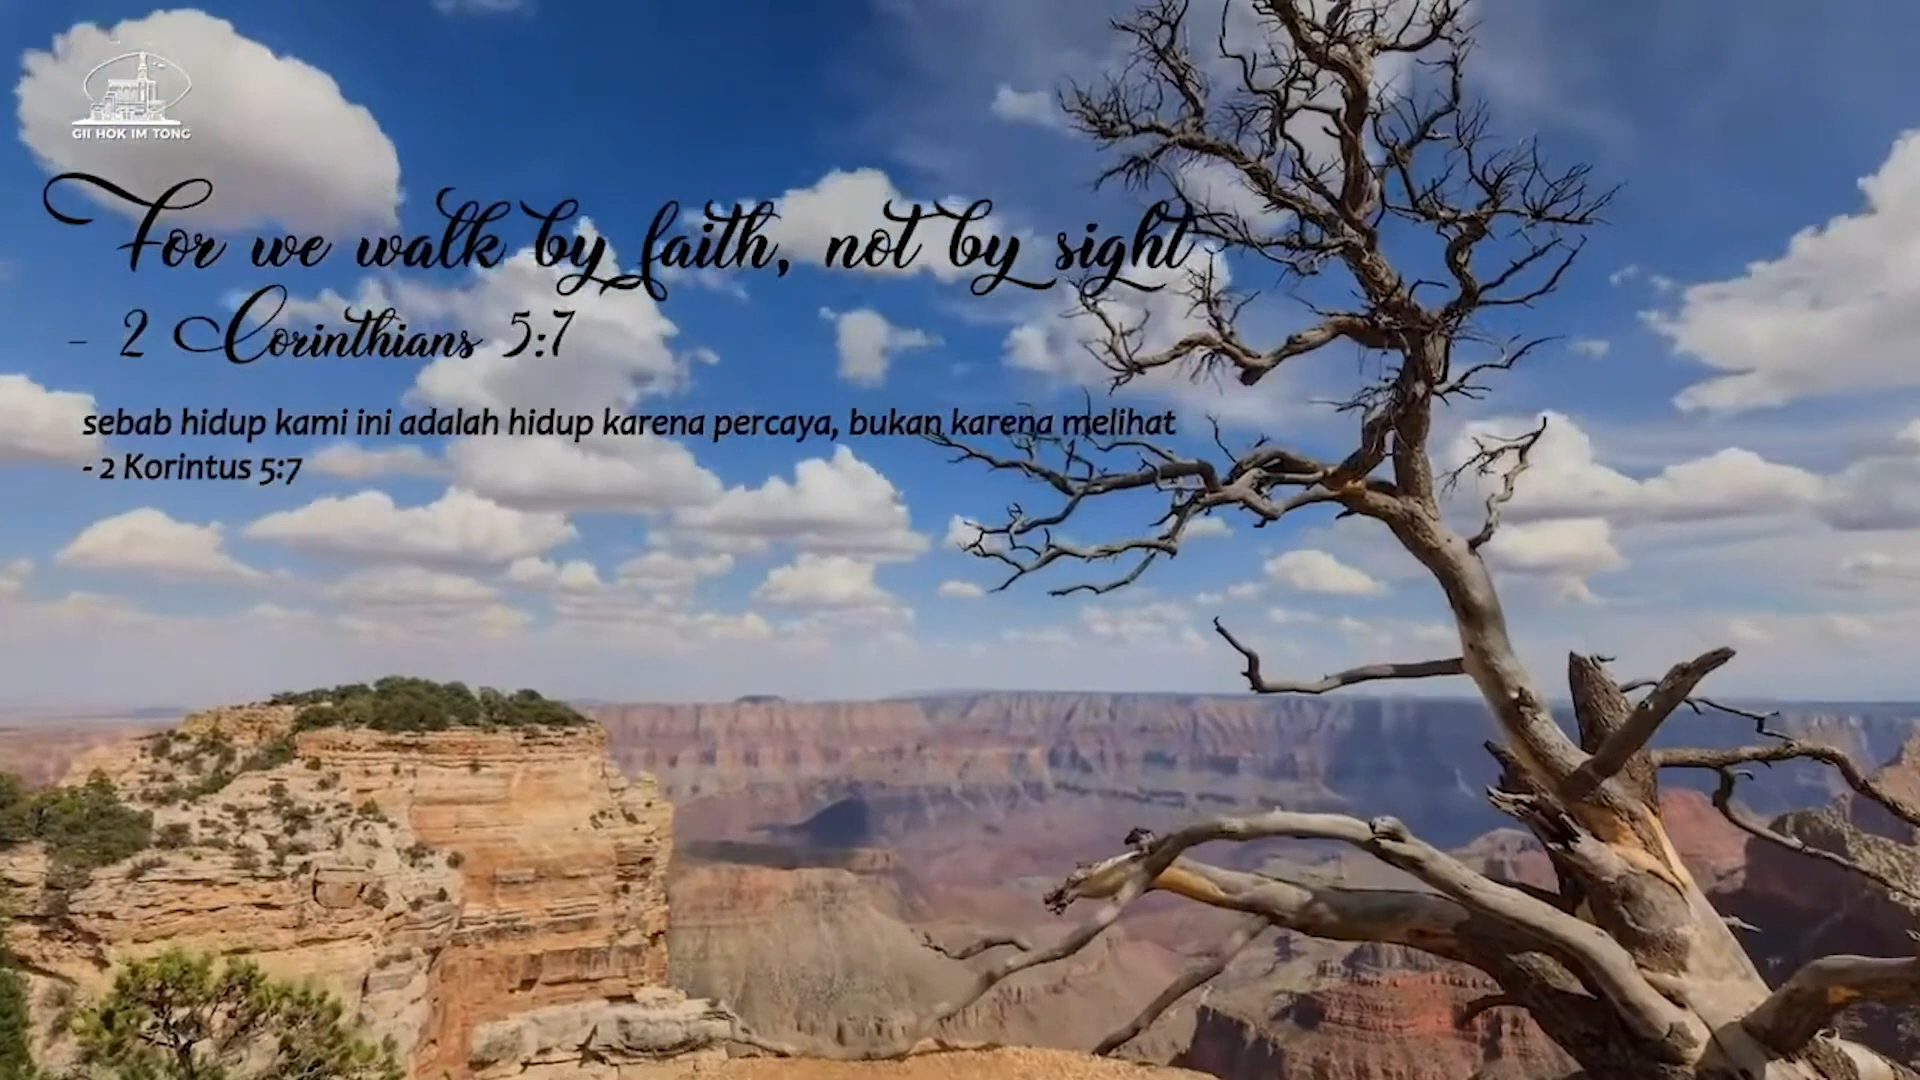 GII HOK IM TONG
For we walk by faith, not by sight
- 2 Corinthians 5:7
sebab hidup kami ini adalah hidup karena percaya, bukan karena melihat
- 2 Korintus 5:7